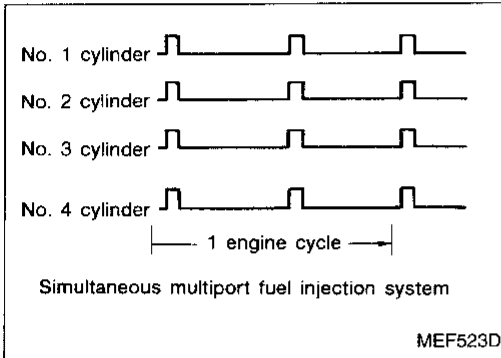 No. 1 cylinder
No. 2 cylinder
No. 3 cylinder
No. 4 cylinder
1 engine cycle
Simultaneous multiport fuel injection system
MEF523D